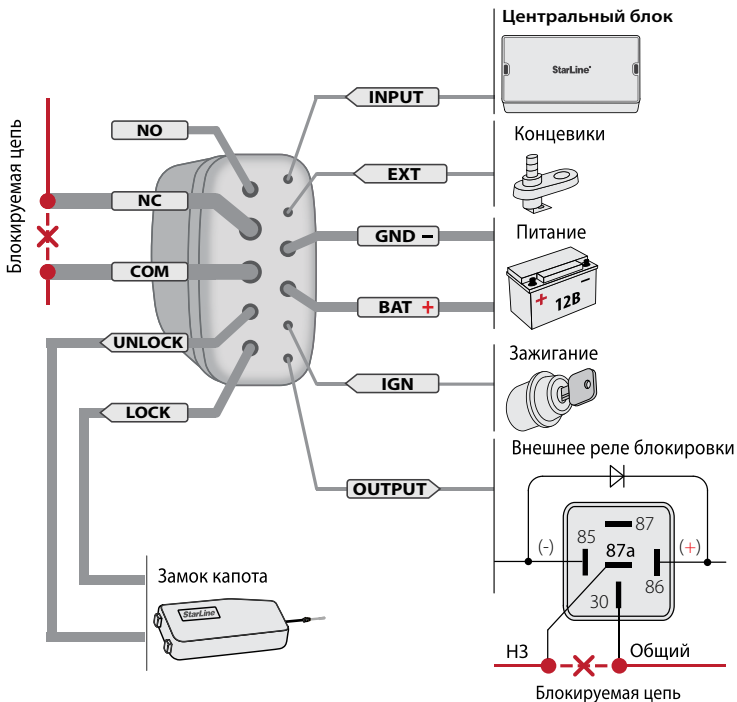 Центральный блок
StarLine
INPUT
NO
Концевики
EXT
Блокируемая цепь
NC
GND −
Питание
COM
BAT +
+ 12В −
UNLOCK
Зажигание
IGN
LOCK
Внешнее реле блокировки
OUTPUT
87
85
(-)
87a
(+)
86
30
Замок капота
StarLine
НЗ
Общий
Блокируемая цепь